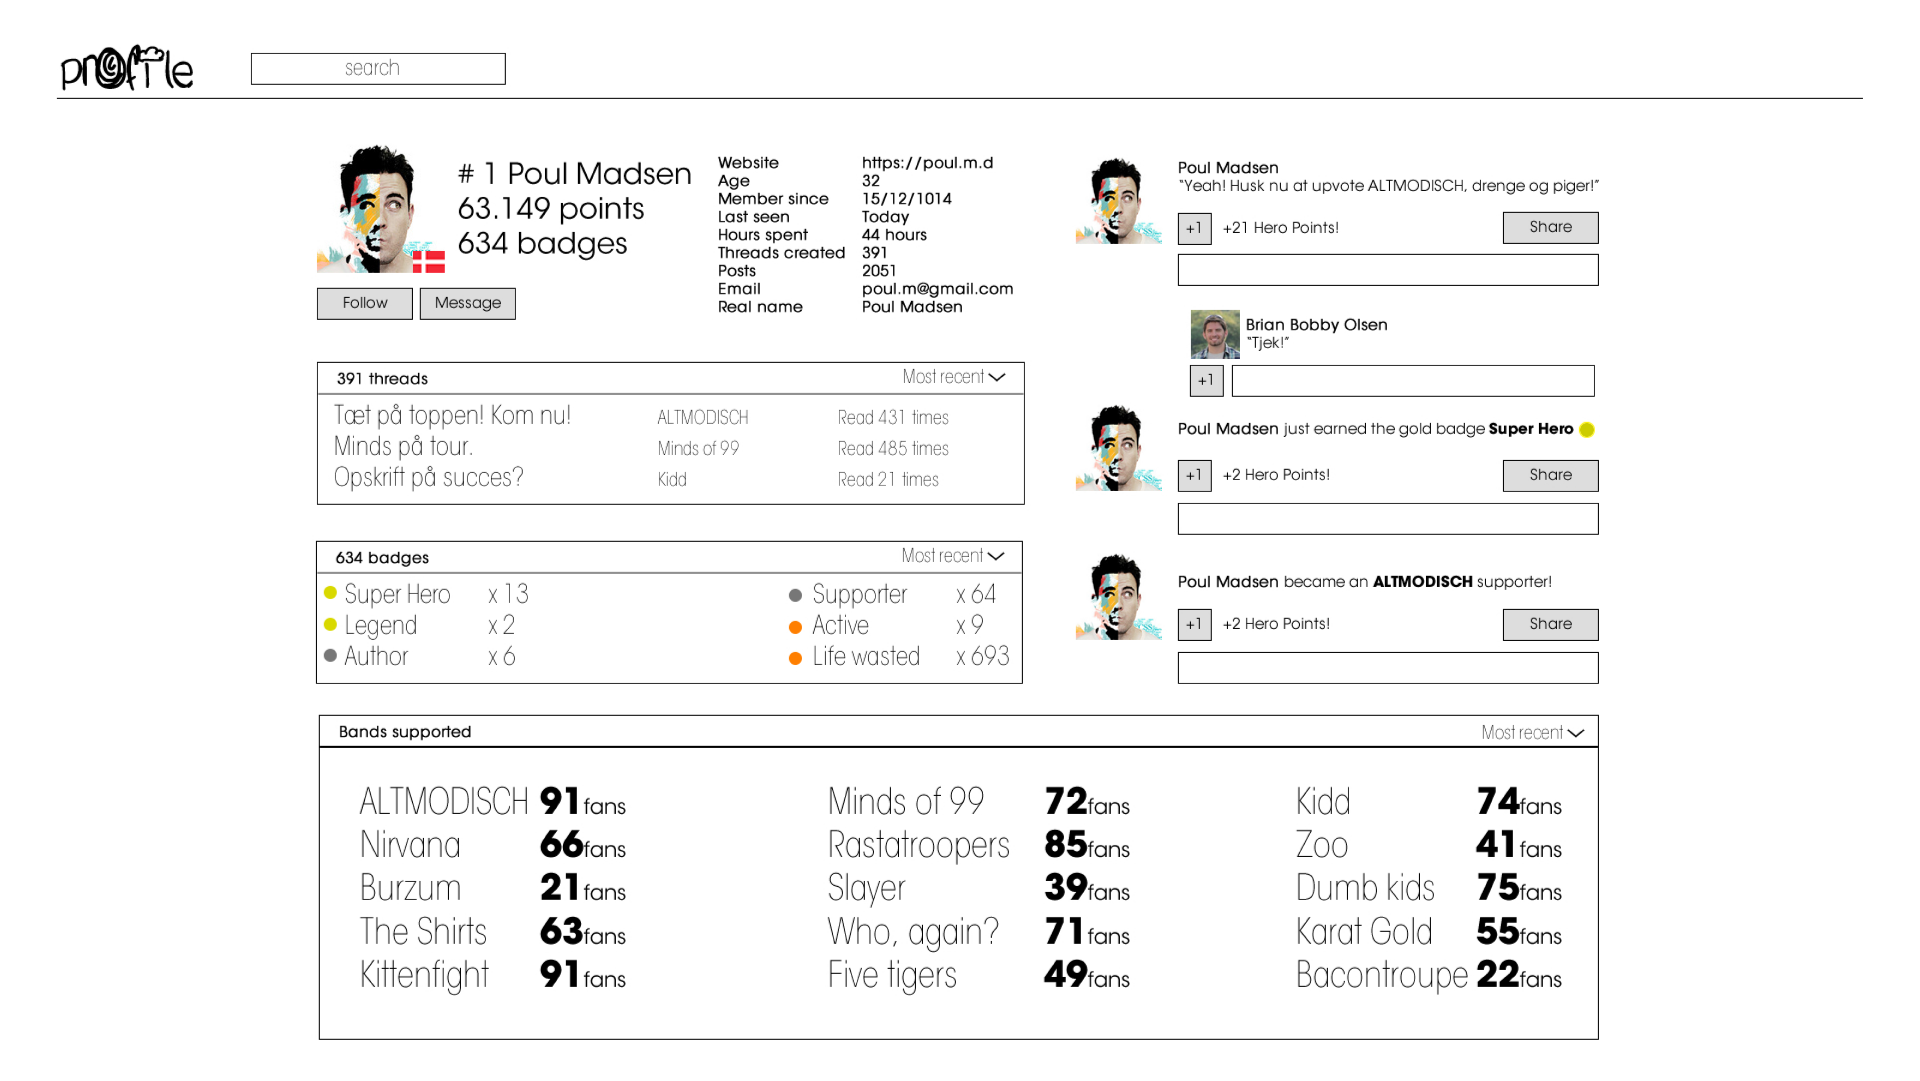 profile
search
# 1 Poul Madsen
63.149 points
634 badges
Follow
Message
Website https://poul.m.d
Age 32
Member since 15/12/1014
Last seen Today
Hours spent 44 hours
Threads created 391
Posts 2051
Email poul.m@gmail.com
Real name Poul Madsen
391 threads Most recent
Tæt på toppen! Kom nu! ALTMODISCH Read 431 times
Minds på tour. Minds of 99 Read 485 times
Opskrift på succes? Kidd Read 21 times
634 badges Most recent
Super Hero x 13 Supporter x 64
Legend x 2 Active x 9
Author x 6 Life wasted x 693
Poul Madsen
“Yeah! Husk nu at upvote ALTMODISCH, drenge og piger!”
+1 +21 Hero Points! Share
Brian Bobby Olsen
“Tjek!”
+1
Poul Madsen just earned the gold badge Super Hero
+1 +2 Hero Points! Share
Poul Madsen became an ALTMODISCH supporter!
+1 +2 Hero Points! Share
Bands supported Most recent
ALTMODISCH 91 fans Minds of 99 72 fans Kidd 74 fans
Nirvana 66 fans Rastatroopers 85 fans Zoo 41 fans
Burzum 21 fans Slayer 39 fans Dumb kids 75 fans
The Shirts 63 fans Who, again? 71 fans Karat Gold 55 fans
Kittenfight 91 fans Five tigers 49 fans Bacontroupe 22 fans